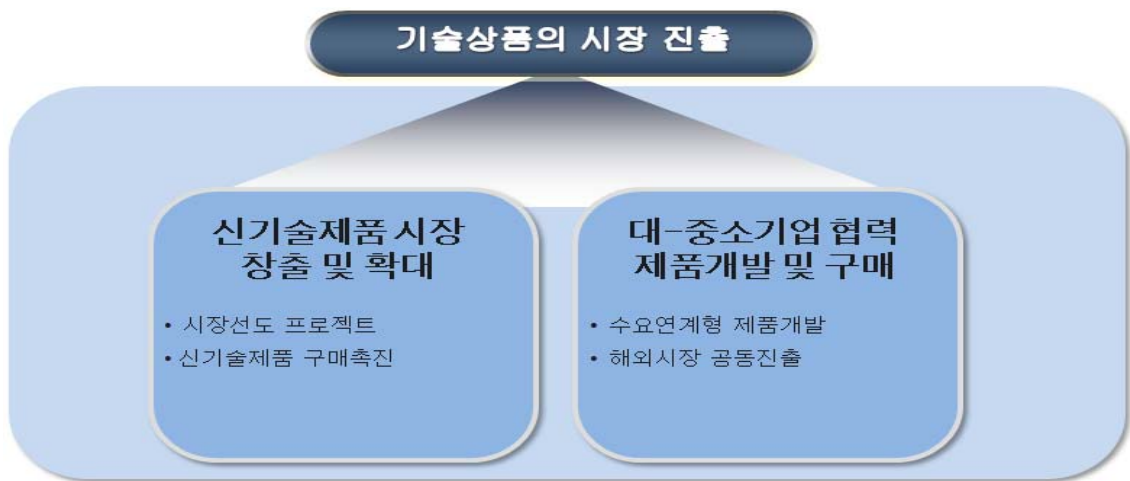 기술상품의 시장 진출
신기술제품 시장
창출 및 확대
• 시장선도 프로젝트
• 신기술제품 구매촉진
대-중소기업 협력
제품개발 및 구매
• 수요연계형 제품개발
• 해외시장 공동진출